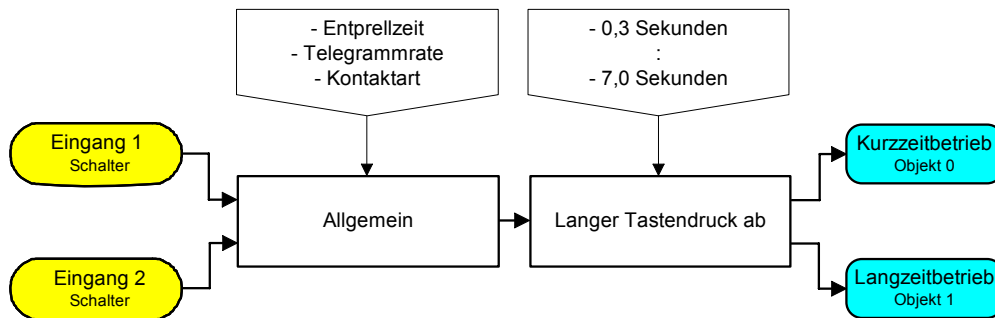 - Entprellzeit
- Telegrammrate
- Kontaktart
- 0,3 Sekunden
:
- 7,0 Sekunden
Eingang 1
Schalter
Eingang 2
Schalter
Allgemein
Langer Tastendruck ab
Kurzzeitbetrieb
Objekt 0
Langzeitbetrieb
Objekt 1